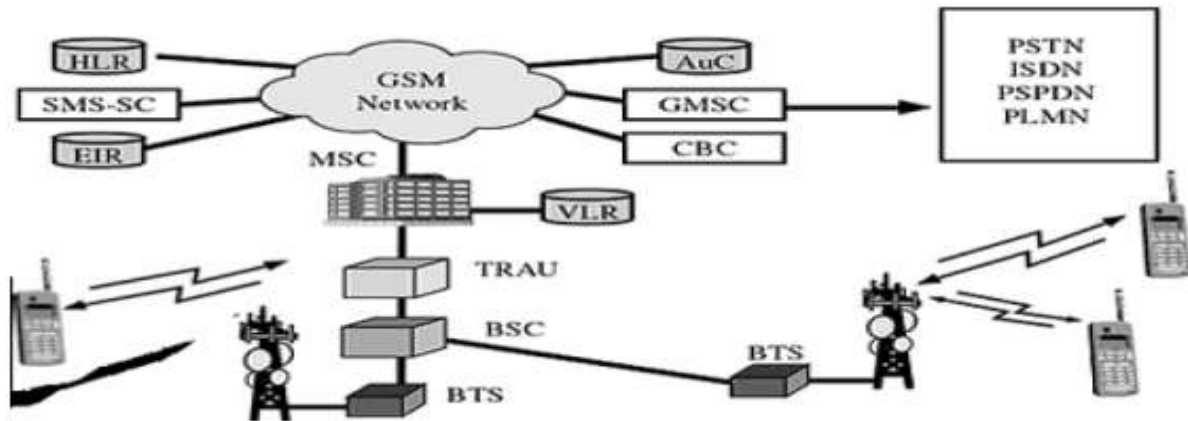 HLR
SMS-SC
EIR
GSM
Network
AuC
GMSC
CBC
PSTN
ISDN
PSPDN
PLMN
MSC
VLR
TRAU
BSC
BTS
BTS